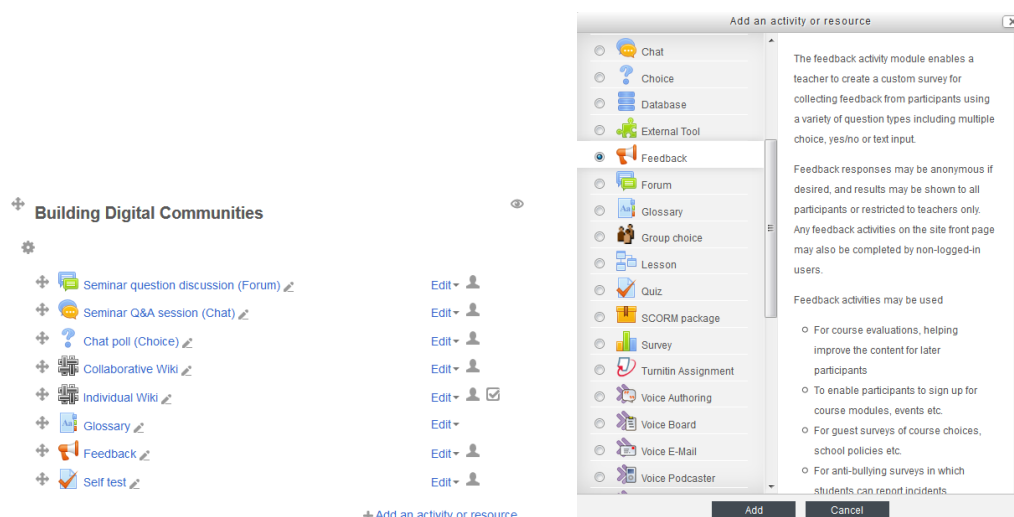 Building Digital Communities
Seminar question discussion (Forum)
Edit
Seminar Q&A session (Chat)
Edit
Chat poll (Choice)
Edit
Collaborative Wiki
Edit
Individual Wiki
Edit
Aa Glossary
Edit
Feedback
Edit
Self test
Edit
+ Add an activity or resource
Add an activity or resource
Chat
Choice
Database
External Tool
Feedback
Forum
Aa Glossary
Group choice
Lesson
Quiz
SCORM package
Survey
Turnitin Assignment
Voice Authoring
Voice Board
Voice E-Mail
Voice Podcaster
The feedback activity module enables a
teacher to create a custom survey for
collecting feedback from participants using
a variety of question types including multiple
choice, yes/no or text input.
Feedback responses may be anonymous if
desired, and results may be shown to all
participants or restricted to teachers only.
Any feedback activities on the site front page
may also be completed by non-logged-in
users.
Feedback activities may be used
For course evaluations, helping
improve the content for later
participants
To enable participants to sign up for
course modules, events etc.
For guest surveys of course choices,
school policies etc.
For anti-bullying surveys in which
students can report incidents
Add
Cancel